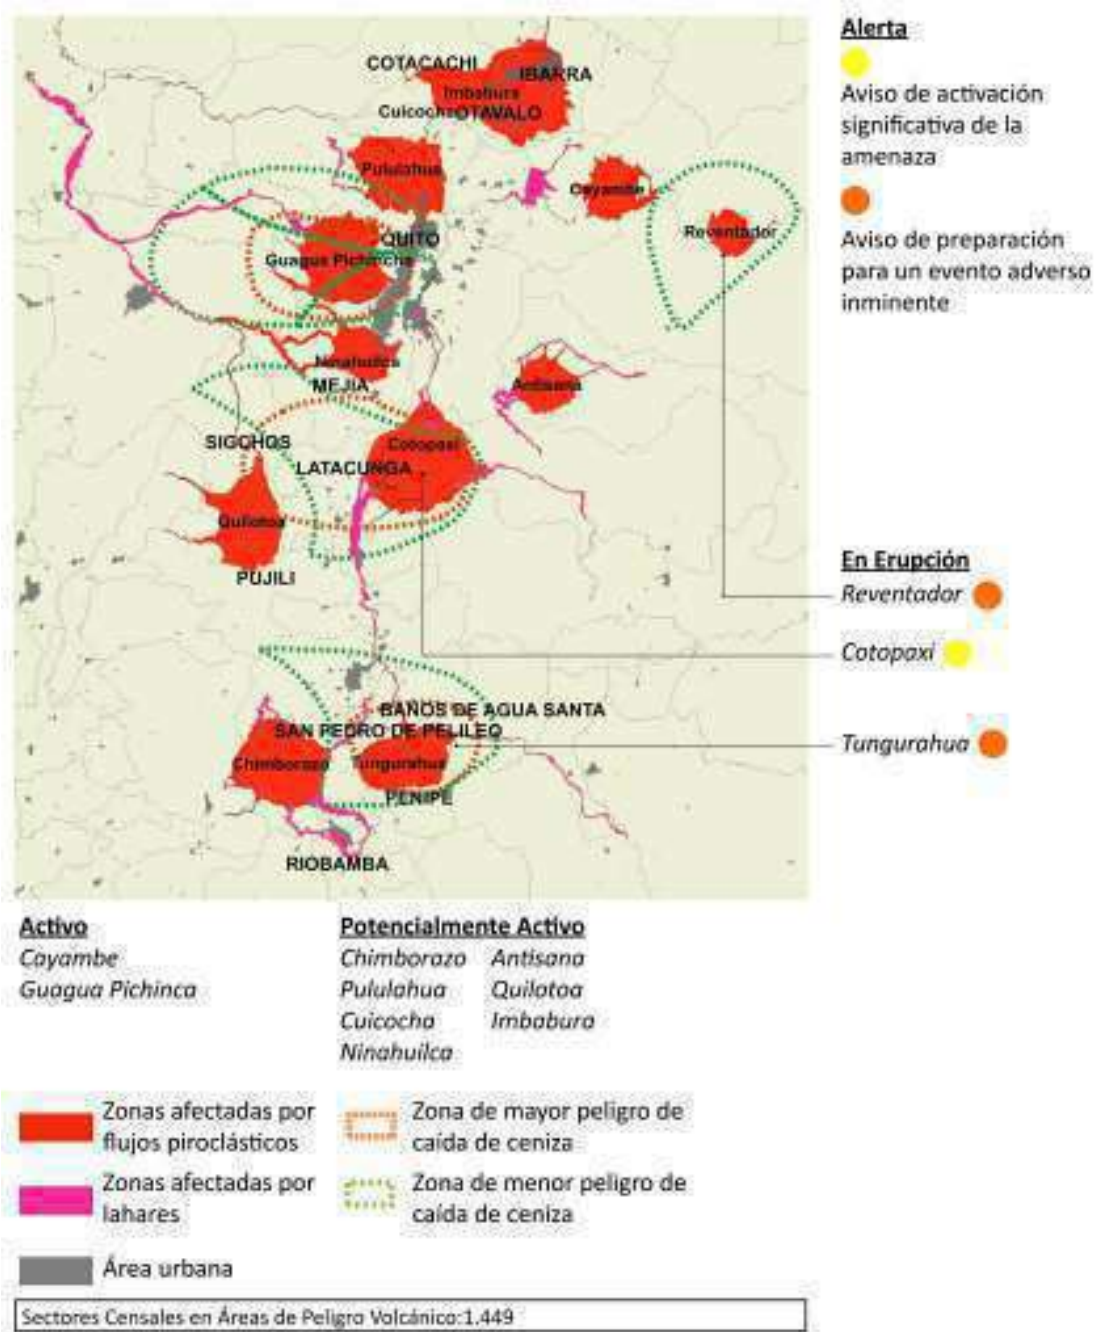 Alerta
Aviso de activación
significativa de la
amenaza
Aviso de preparación
para un evento adverso
inminente
COTACACHI
IBARRA
Imbabura
Cuicocha OTAVALO
Pululahua
Cayambe
Reventador
QUITO
Guagua Pichincha
Ninahuilca
MEJIA
Antisana
SIGCHOS
Cotopaxi
LATACUNGA
Quilotoa
PUJILI
BAÑOS DE AGUA SANTA
SAN PEDRO DE PELILEO
Chimborazo
Tungurahua
PENIPE
RIOBAMBA
En Erupción
Reventador
Cotopaxi
Tungurahua
Activo
Cayambe
Guagua Pichinca
Potencialmente Activo
Chimborazo Antisana
Pululahua Quilotoa
Cuicocha Imbabura
Ninahuilca
Zonas afectadas por
flujos piroclásticos
Zonas afectadas por
lahares
Área urbana
Zona de mayor peligro de
caída de ceniza
Zona de menor peligro de
caída de ceniza
Sectores Censales en Áreas de Peligro Volcánico:1.449